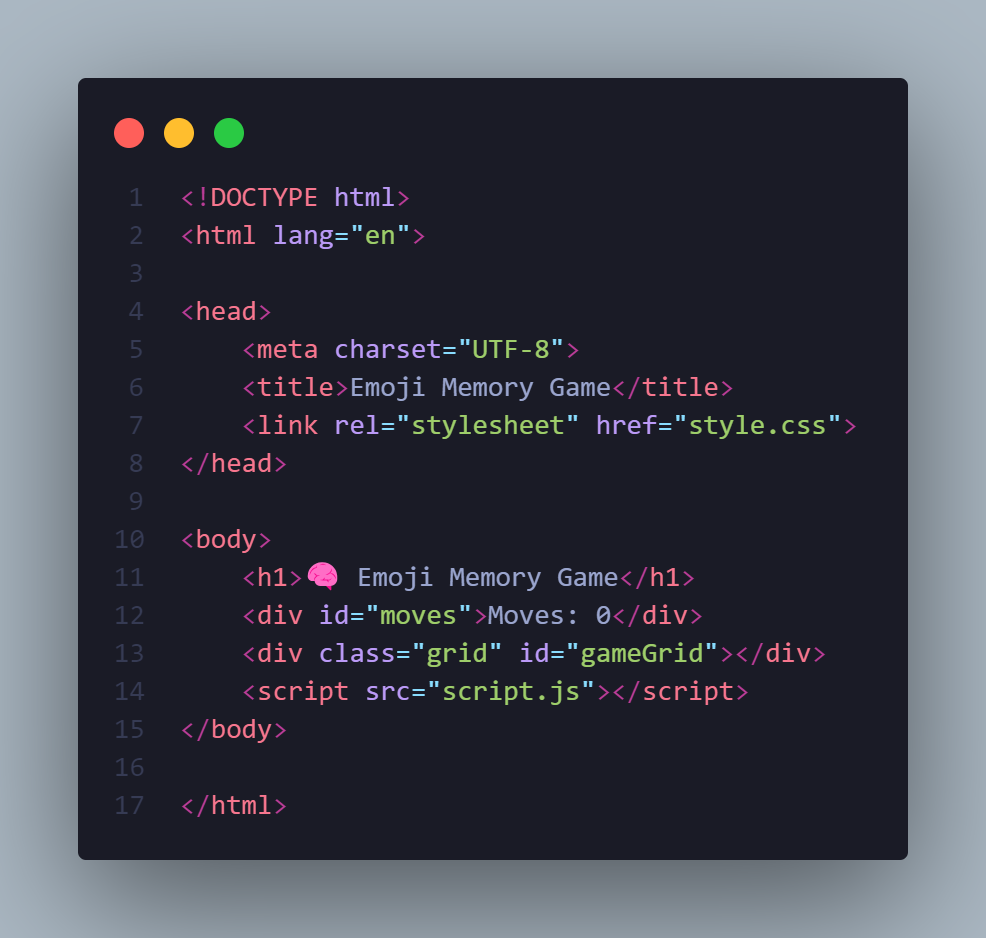 1 <!DOCTYPE html>
2 <html lang="en">
3
4 <head>
5     <meta charset="UTF-8">
6     <title>Emoji Memory Game</title>
7     <link rel="stylesheet" href="style.css">
8 </head>
9
10 <body>
11     <h1>🧠 Emoji Memory Game</h1>
12     <div id="moves">Moves: 0</div>
13     <div class="grid" id="gameGrid"></div>
14     <script src="script.js"></script>
15 </body>
16
17 </html>